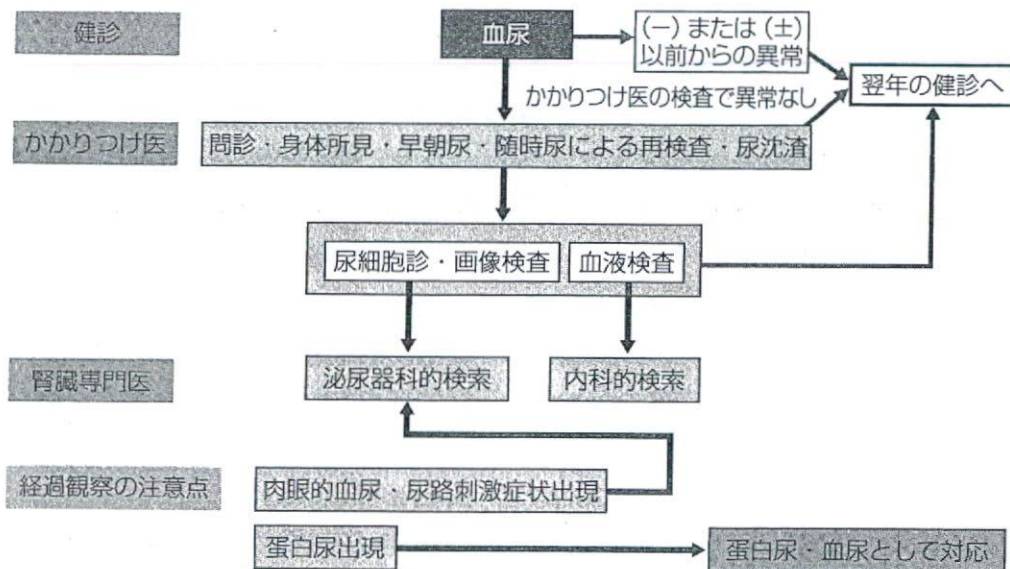 健診
血尿
(−)または(±)
以前からの異常
翌年の健診へ
かかりつけ医の検査で異常なし
かかりつけ医
問診・身体所見・早朝尿・随時尿による再検査・尿沈渣
尿細胞診・画像検査
血液検査
腎臓専門医
泌尿器科的検索
内科的検索
経過観察の注意点
肉眼的血尿・尿路刺激症状出現
蛋白尿出現
蛋白尿・血尿として対応